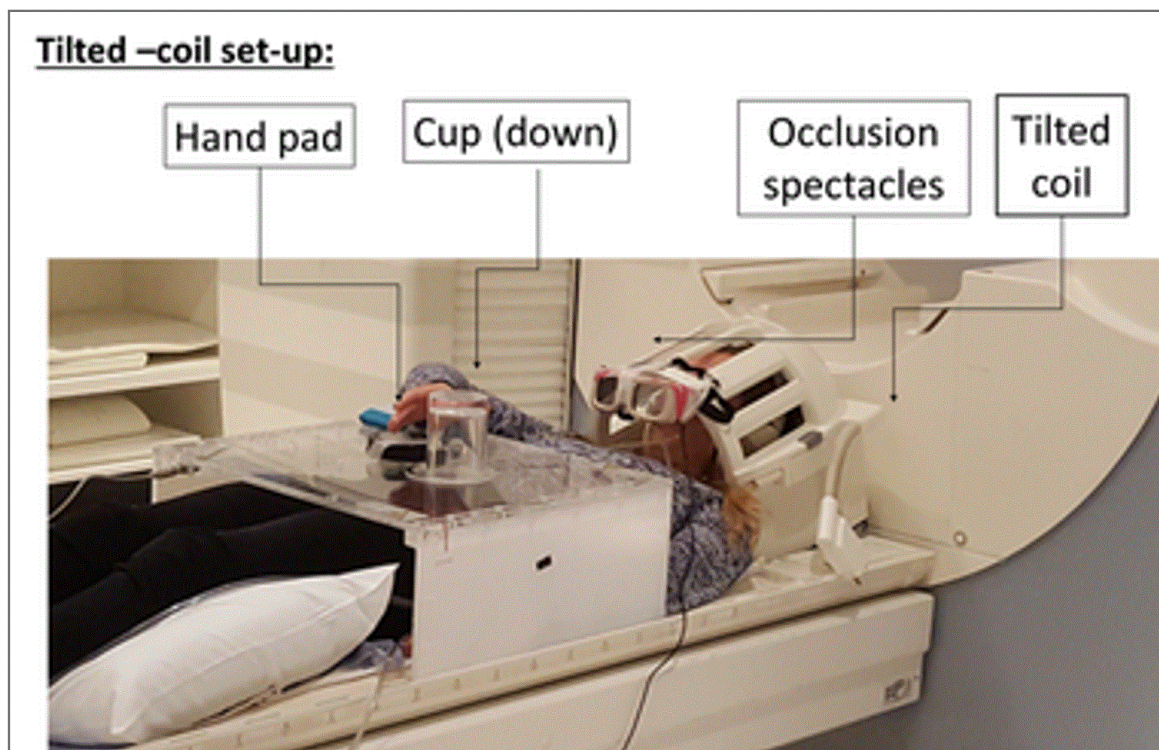 Tilted –coil set-up:
Hand pad
Cup (down)
Occlusion
spectacles
Tilted
coil